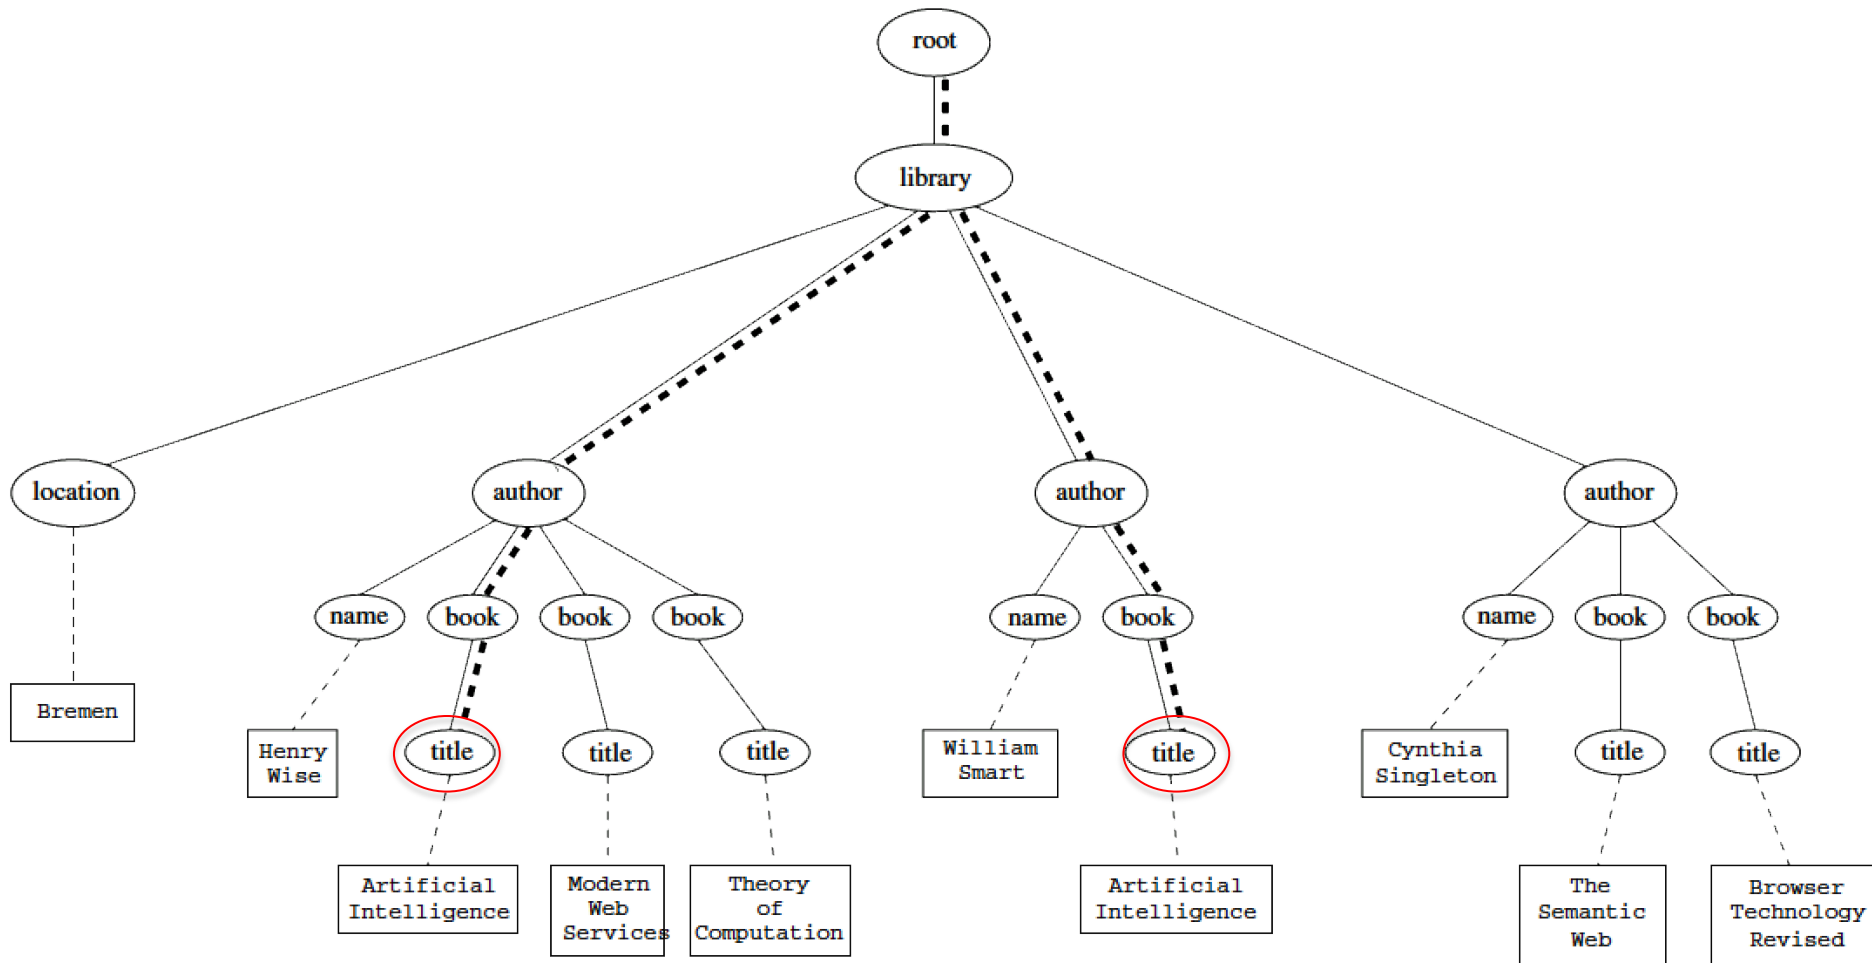 root
library
location
author
author
author
name
book
book
book
name
book
name
book
book
Bremen
Henry
Wise
title
title
title
William
Smart
title
Cynthia
Singleton
title
title
Artificial
Intelligence
Modern
Web
Services
Theory
of
Computation
Artificial
Intelligence
The
Semantic
Web
Browser
Technology
Revised